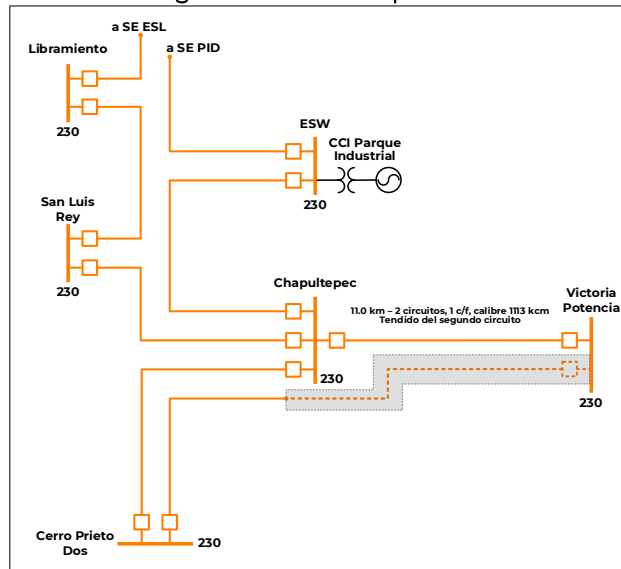 a SE ESL
Libramiento
a SE PID
230
ESW
CCI Parque
Industrial
230
San Luis
Rey
230
Chapultepec
11.0 km – 2 circuitos, 1 c/f, calibre 1113 kcm
Tendido del segundo circuito
Victoria
Potencia
230
230
Cerro Prieto
Dos
230